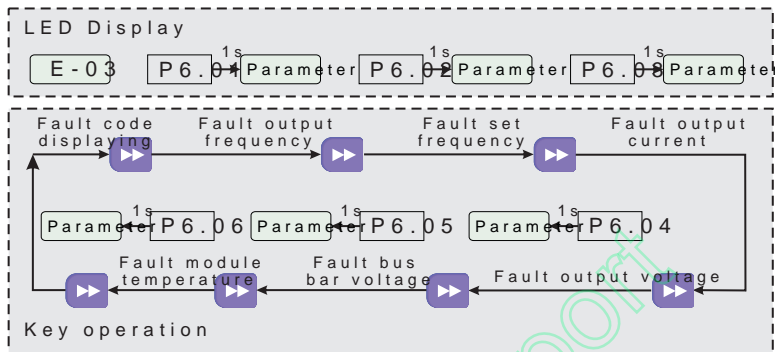 LED Display
E-03 P6.01 1s Parameter P6.02 1s Parameter P6.03 1s Parameter
Fault code displaying
Fault output frequency
Fault set frequency
Fault output current
Parameter 1s P6.06 Parameter 1s P6.05 Parameter 1s P6.04
Fault module temperature
Fault bus bar voltage
Fault output voltage
Key operation
port